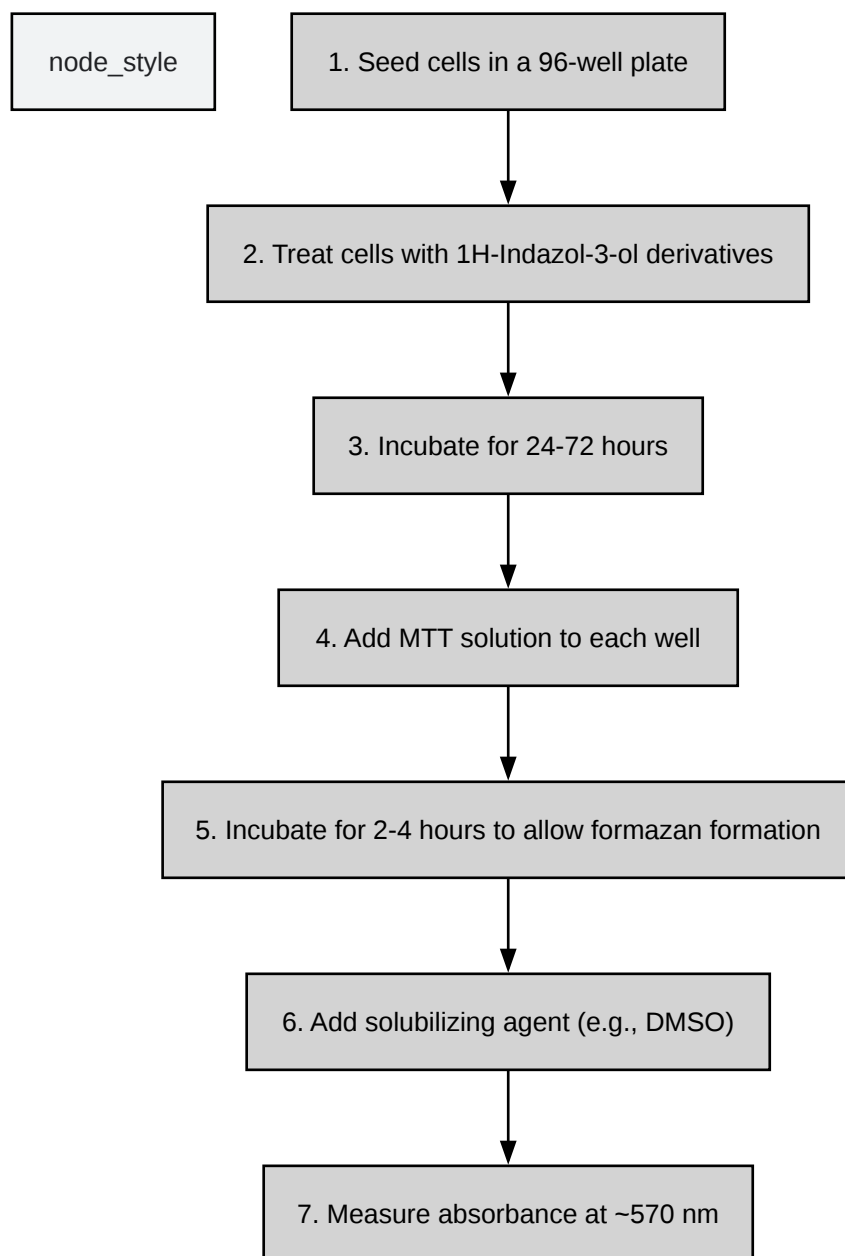 node_style
1. Seed cells in a 96-well plate
2. Treat cells with 1H-Indazol-3-ol derivatives
3. Incubate for 24-72 hours
4. Add MTT solution to each well
5. Incubate for 2-4 hours to allow formazan formation
6. Add solubilizing agent (e.g., DMSO)
7. Measure absorbance at ~570 nm